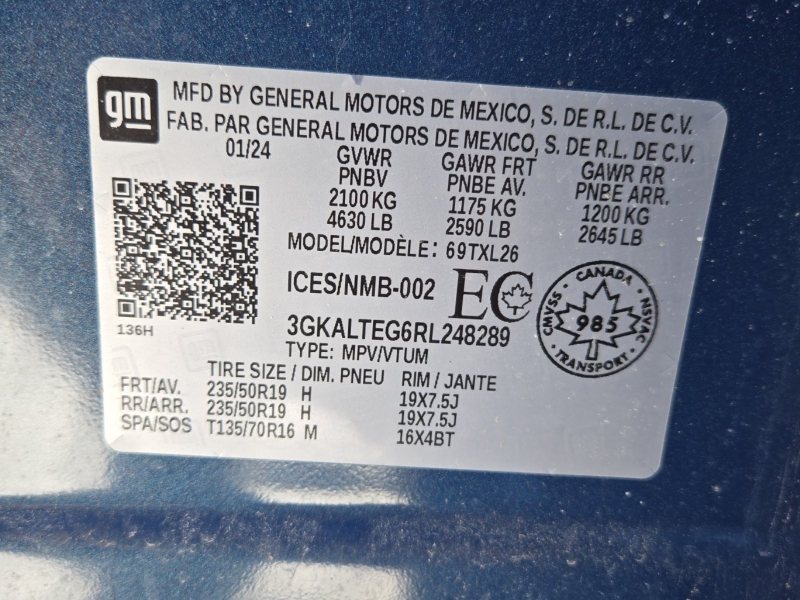 gm
MFD BY GENERAL MOTORS DE MEXICO, S. DE R.L. DE C.V.
FAB. PAR GENERAL MOTORS DE MEXICO, S. DE R.L. DE C.V.
01/24 GVWR GAWR FRT GAWR RR
PNBV PNBE AV. PNBE ARR.
2100 KG 1175 KG 1200 KG
4630 LB 2590 LB 2645 LB
MODEL/MODÈLE: 69TXL26
ICES/NMB-002 EC
CANADA
CMVSS NSVAC
985
TRANSPORT
136H
3GKALTEG6RL248289
TYPE: MPV/VTUM
TIRE SIZE / DIM. PNEU RIM / JANTE
FRT/AV. 235/50R19 H 19X7.5J
RR/ARR. 235/50R19 H 19X7.5J
SPA/SOS T135/70R16 M 16X4BT